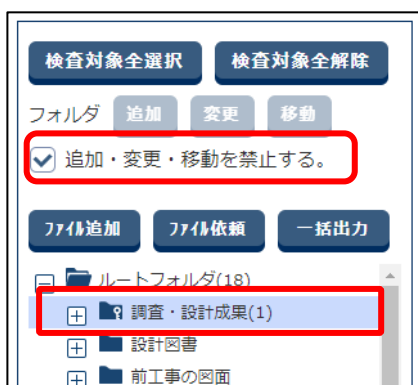 検査対象全選択 検査対象全解除
フォルダ 追加 変更 移動
追加・変更・移動を禁止する。
ファイル追加 ファイル依頼 一括出力
ルートフォルダ(18)
調査・設計成果(1)
設計図書
前工事の図面